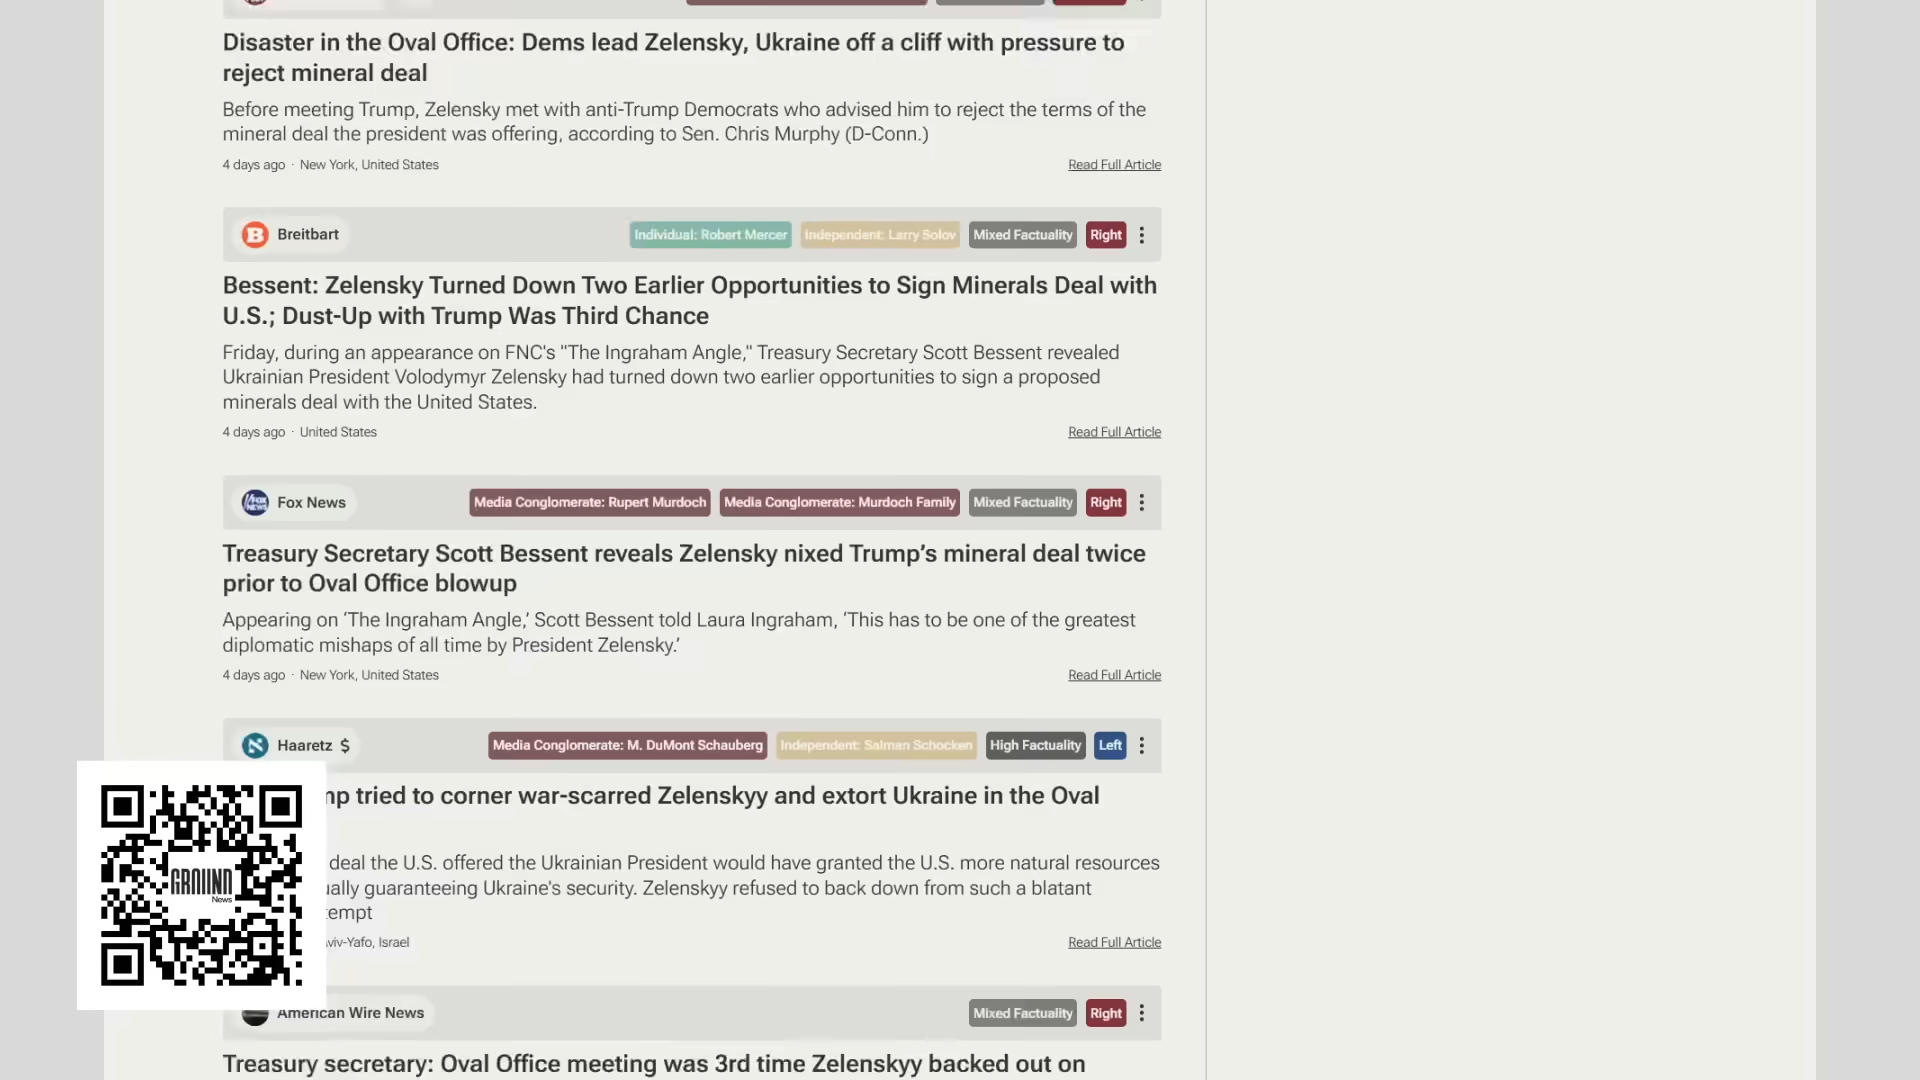 Disaster in the Oval Office: Dems lead Zelensky, Ukraine off a cliff with pressure to
reject mineral deal
Before meeting Trump, Zelensky met with anti-Trump Democrats who advised him to reject the terms of the
mineral deal the president was offering, according to Sen. Chris Murphy (D-Conn.)
4 days ago · New York, United States
Read Full Article
Breitbart
Individual: Robert Mercer
Independent: Larry Solov
Mixed Factuality
Right
Bessent: Zelensky Turned Down Two Earlier Opportunities to Sign Minerals Deal with
U.S.; Dust-Up with Trump Was Third Chance
Friday, during an appearance on FNC's "The Ingraham Angle," Treasury Secretary Scott Bessent revealed
Ukrainian President Volodymyr Zelensky had turned down two earlier opportunities to sign a proposed
minerals deal with the United States.
4 days ago · United States
Read Full Article
FOX NEWS
Fox News
Media Conglomerate: Rupert Murdoch
Media Conglomerate: Murdoch Family
Mixed Factuality
Right
Treasury Secretary Scott Bessent reveals Zelensky nixed Trump’s mineral deal twice
prior to Oval Office blowup
Appearing on ‘The Ingraham Angle,’ Scott Bessent told Laura Ingraham, ‘This has to be one of the greatest
diplomatic mishaps of all time by President Zelensky.’
4 days ago · New York, United States
Read Full Article
Haaretz $
Media Conglomerate: M. DuMont Schauberg
Independent: Salman Schocken
High Factuality
Left
tried to corner war-scarred Zelenskyy and extort Ukraine in the Oval
deal the U.S. offered the Ukrainian President would have granted the U.S. more natural resources
guaranteeing Ukraine's security. Zelenskyy refused to back down from such a blatant
Israel
Read Full Article
GROUND
News
American Wire News
Mixed Factuality
Right
Treasury secretary: Oval Office meeting was 3rd time Zelenskyy backed out on